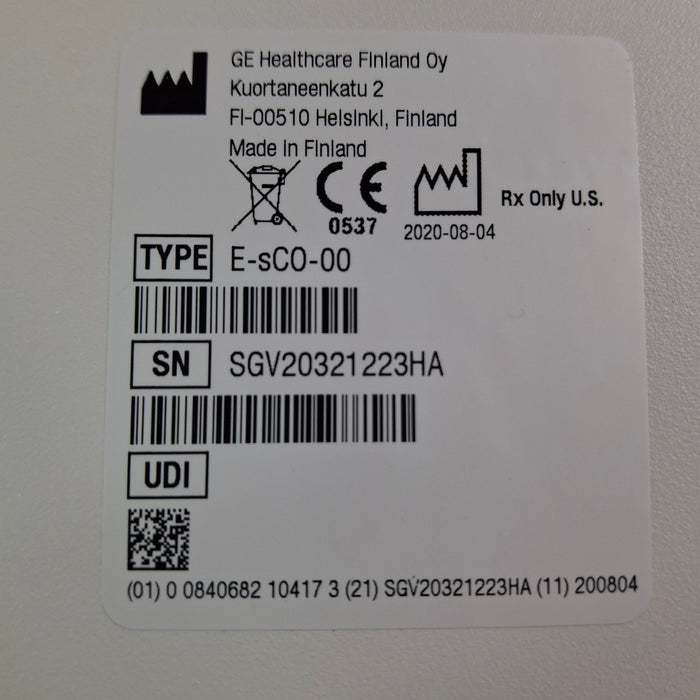 GE Healthcare Finland Oy
Kuortaneenkatu 2
FI-00510 Helsinki, Finland
Made in Finland
CE
0537
2020-08-04
Rx Only U.S.
TYPE E-sCO-00
SN SGV20321223HA
UDI
(01) 0 0840682 10417 3 (21) SGV20321223HA (11) 200804